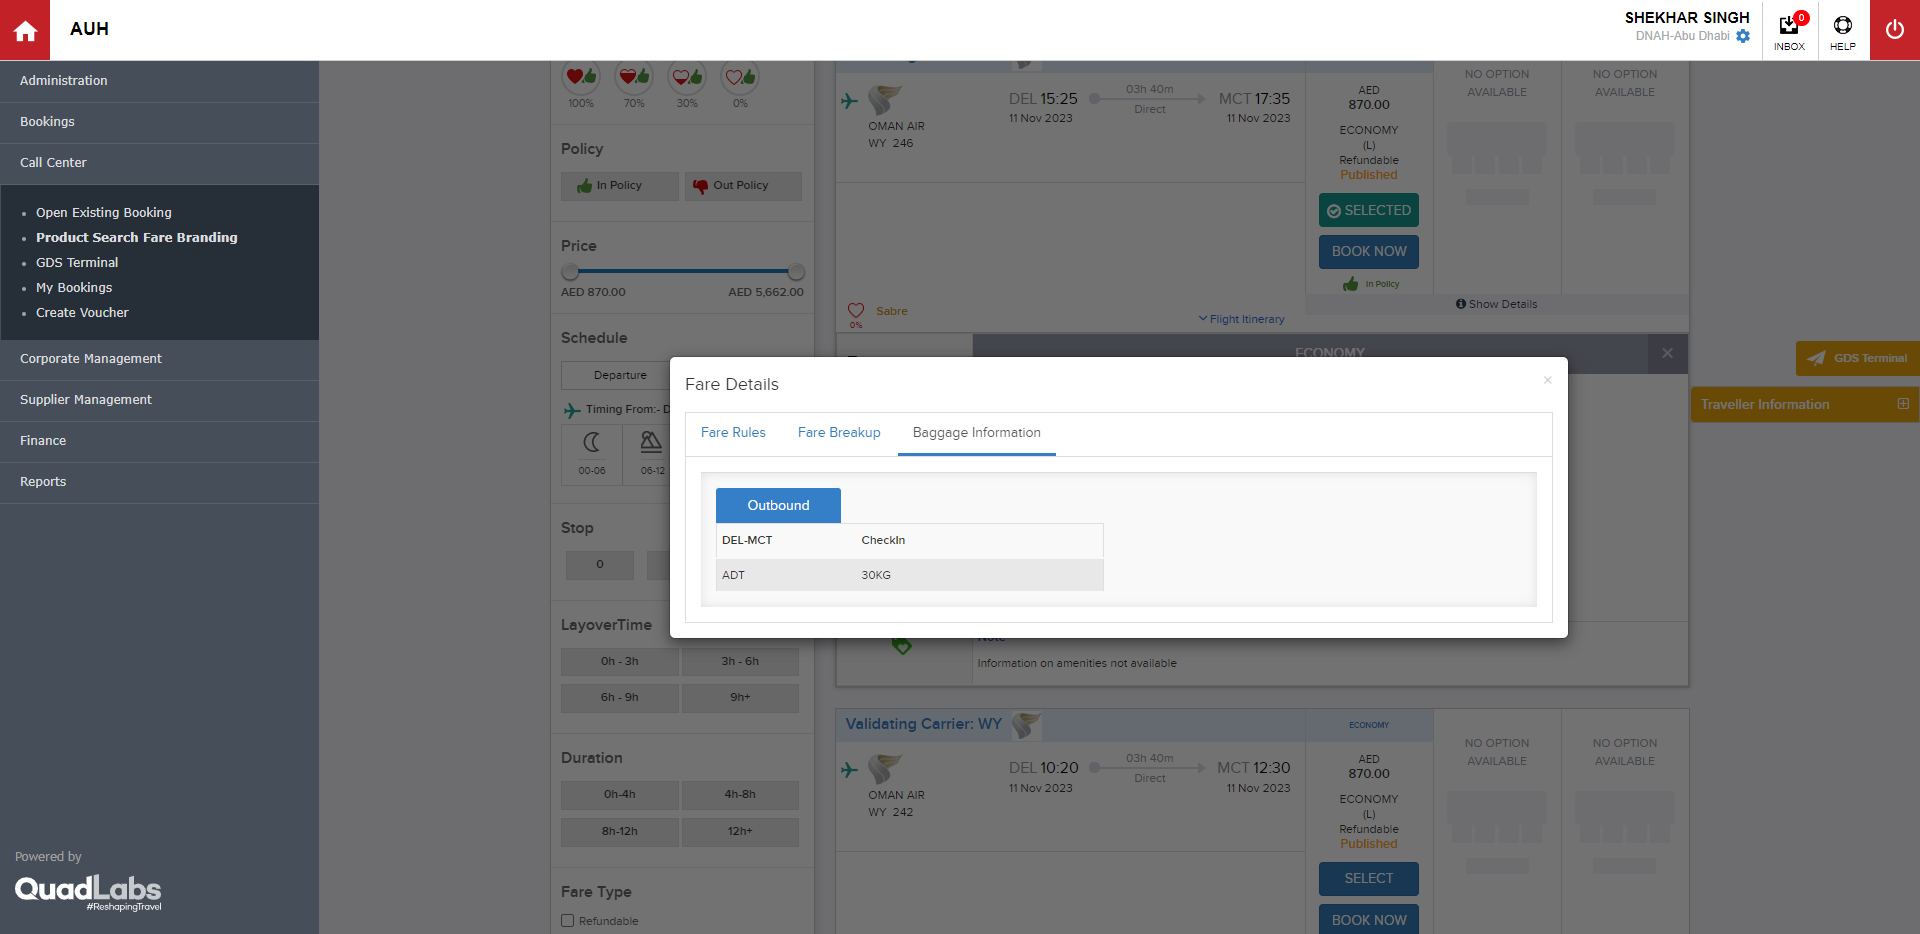 AUH
SHEKHAR SINGH
DNAH-Abu Dhabi
0
INBOX
HELP
Administration
Bookings
Call Center
Open Existing Booking
Product Search Fare Branding
GDS Terminal
My Bookings
Create Voucher
Corporate Management
Supplier Management
Finance
Reports
Powered by
QuadLabs
#ReshapingTravel
100% 70% 30% 0%
Policy
In Policy Out Policy
Price
AED 870.00 AED 5,662.00
Schedule
Departure
Timing From:- D
00-06 06-12
Stop
0
LayoverTime
0h - 3h 3h - 6h
6h - 9h 9h+
Duration
0h-4h 4h-8h
8h-12h 12h+
Fare Type
Refundable
OMAN AIR
WY 246
DEL 15:25
11 Nov 2023
03h 40m
Direct
MCT 17:35
11 Nov 2023
AED
870.00
ECONOMY
(L)
Refundable
Published
SELECTED
BOOK NOW
In Policy
NO OPTION
AVAILABLE
NO OPTION
AVAILABLE
0%
Sabre
Flight Itinerary
Show Details
ECONOMY
GDS Terminal
Traveller Information
Fare Details
Fare Rules Fare Breakup Baggage Information
Outbound
DEL-MCT CheckIn
ADT 30KG
Note
Information on amenities not available
Validating Carrier: WY
OMAN AIR
WY 242
DEL 10:20
11 Nov 2023
03h 40m
Direct
MCT 12:30
11 Nov 2023
ECONOMY
AED
870.00
ECONOMY
(L)
Refundable
Published
SELECT
BOOK NOW
NO OPTION
AVAILABLE
NO OPTION
AVAILABLE